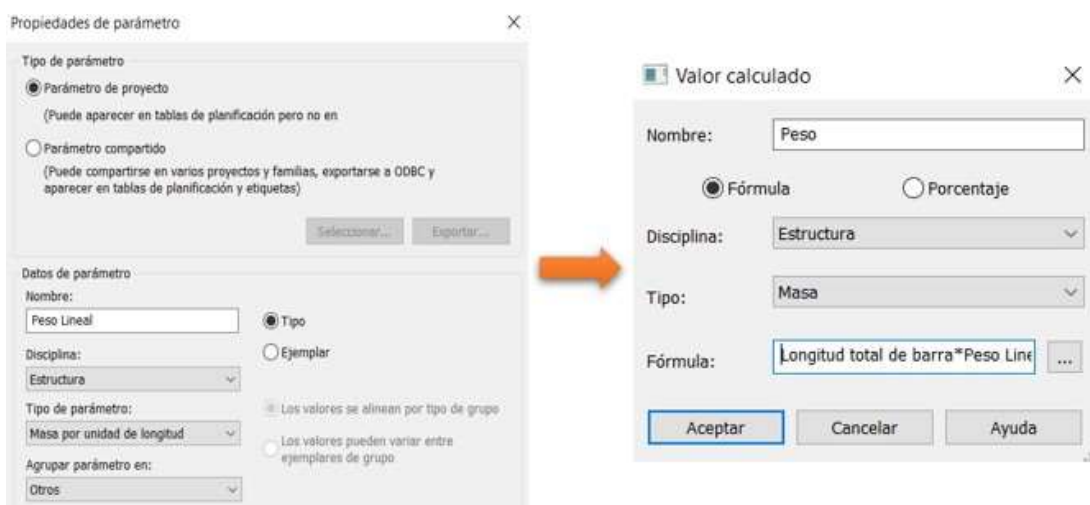 Propiedades de parámetro
Tipo de parámetro
Parámetro de proyecto
(Puede aparecer en tablas de planificación pero no en
Parámetro compartido
(Puede compartirse en varios proyectos y familias, exportarse a ODBC y
aparecer en tablas de planificación y etiquetas)
Seleccionar... Exportar...
Datos de parámetro
Nombre:
Peso Lineal
Tipo
Disciplina:
Ejemplar
Estructura
Tipo de parámetro:
Los valores se alinean por tipo de grupo
Masa por unidad de longitud
Los valores pueden variar entre
ejemplares de grupo
Agrupar parámetro en:
Otros
Valor calculado
Nombre: Peso
Fórmula Porcentaje
Disciplina: Estructura
Tipo: Masa
Fórmula: Longitud total de barra*Peso Line ...
Aceptar Cancelar Ayuda